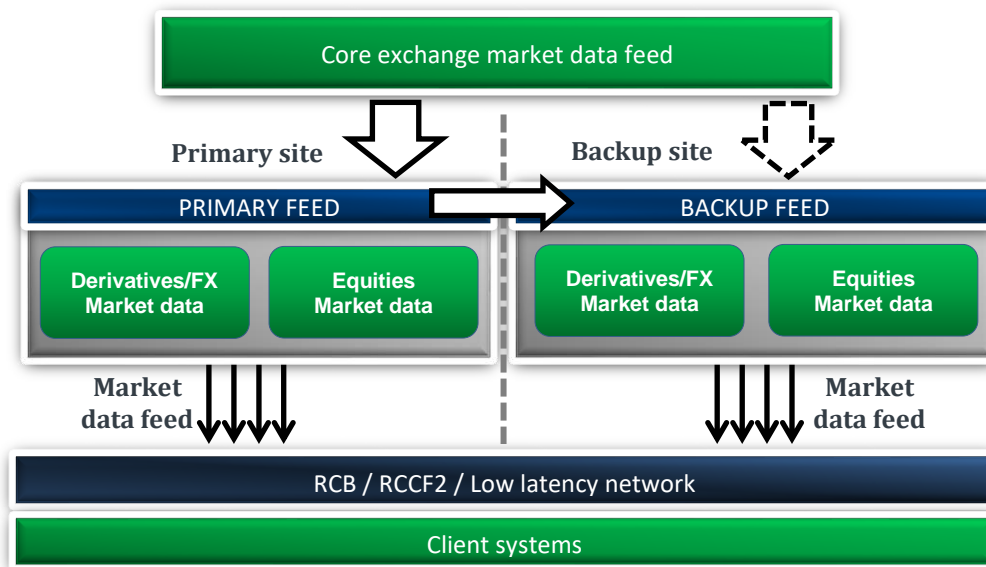 Core exchange market data feed
Primary site
Backup site
PRIMARY FEED
BACKUP FEED
Derivatives/FX
Market data
Equities
Market data
Derivatives/FX
Market data
Equities
Market data
Market
data feed
Market
data feed
RCB / RCCF2 / Low latency network
Client systems